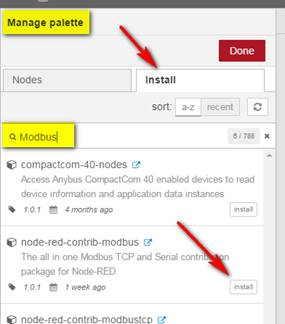 Manage palette
Done
Nodes
Install
sort: a-z recent
Modbus
6 / 788
compactcom-40-nodes
Access Anybus CompactCom 40 enabled devices to read
device information and application data instances
1.0.1 4 months ago
install
node-red-contrib-modbus
The all in one Modbus TCP and Serial contribution
package for Node-RED.
1.0.1 1 week ago
install
node-red-contrib-modbustcp